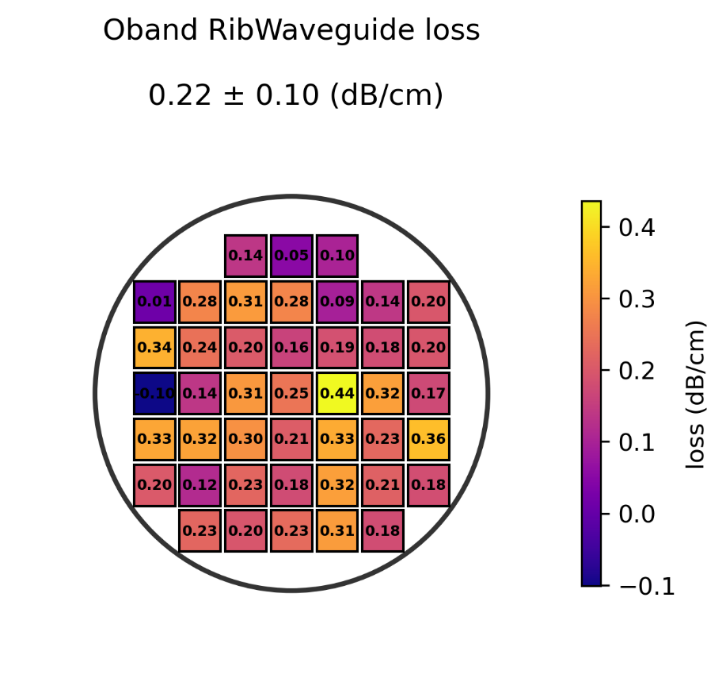 Oband RibWaveguide loss
0.22 ± 0.10 (dB/cm)
0.14 0.05 0.10
0.01 0.28 0.31 0.28 0.09 0.14 0.20
0.34 0.24 0.20 0.16 0.19 0.18 0.20
-0.10 0.14 0.31 0.25 0.44 0.32 0.17
0.33 0.32 0.30 0.21 0.33 0.23 0.36
0.20 0.12 0.23 0.18 0.32 0.21 0.18
0.23 0.20 0.23 0.31 0.18
0.4
0.3
0.2
0.1
0.0
−0.1
loss (dB/cm)